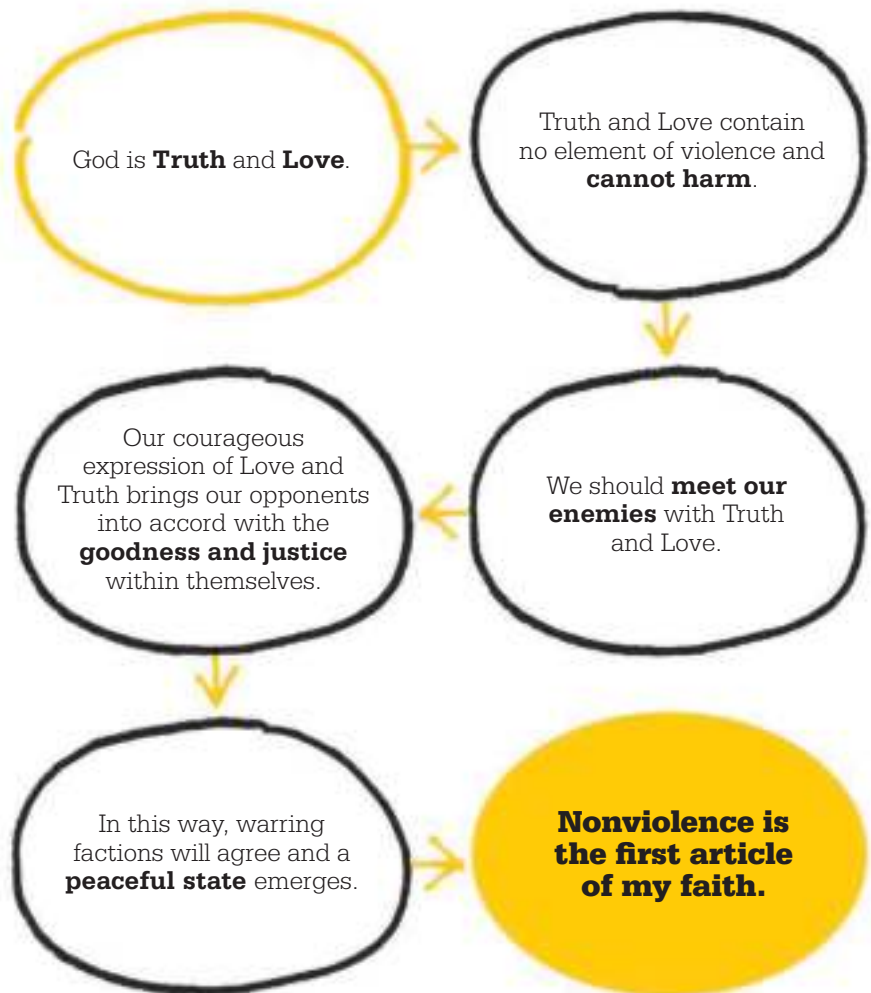 God is Truth and Love.
Truth and Love contain
no element of violence and
cannot harm.
We should meet our
enemies with Truth
and Love.
Our courageous
expression of Love and
Truth brings our opponents
into accord with the
goodness and justice
within themselves.
In this way, warring
factions will agree and a
peaceful state emerges.
Nonviolence is
the first article
of my faith.